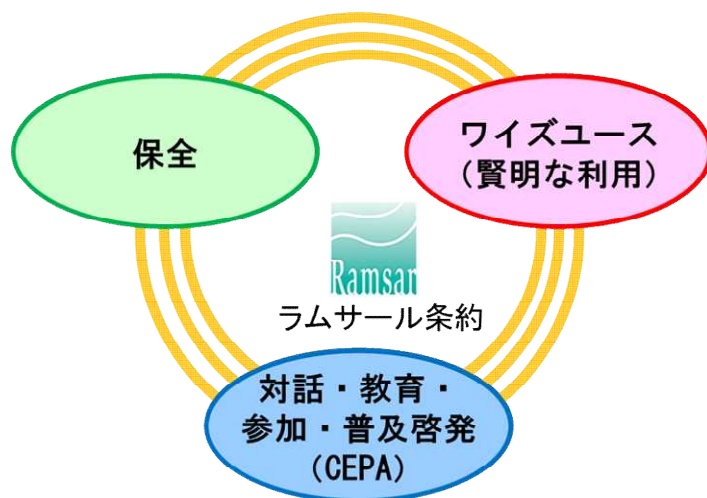 保全
ワイズユース
（賢明な利用）
Ramsar
ラムサール条約
対話・教育・
参加・普及啓発
（CEPA）